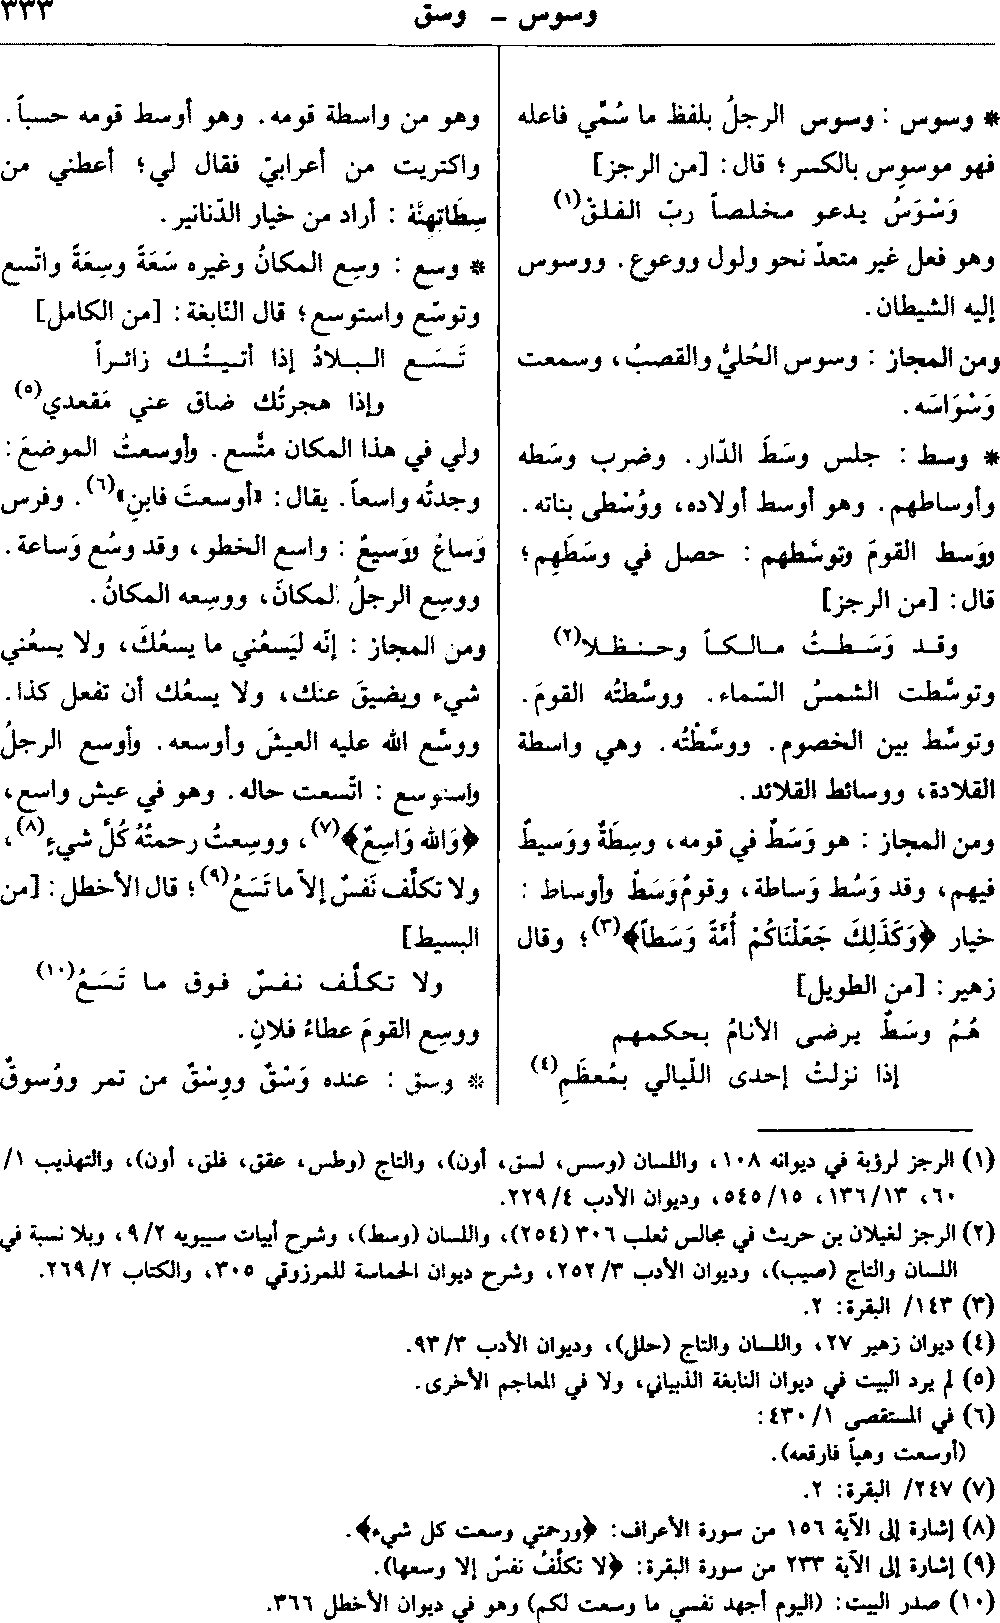 وسوس ـ وسق
٣٣٣
* وسوس : وسوس الرجلُ بلفظ ما سُمّي فاعله
فهو موسوِس بالكسر؛ قال: [من الرجز]
وَسْوَسُ يدعو مخلصاً ربّ الفلقْ(١)
وهو فعل غير متعدّ نحو ولول ووعوع. ووسوس
إليه الشيطان.
ومن المجاز : وسوس الحُليُّ والقصبُ، وسمعت
وَسْوَاسَه.
* وسط : جلس وسَطَ الدّار. وضرب وسَطه
وأوساطهم. وهو أوسط أولاده، ووُسْطى بناته.
ووَسط القومَ وتوسَّطهم : حصل في وسَطَهِم؛
قال: [من الرجز]
وقد وَسَطتُ مالكاً وحنظلا(٢)
وتوسَّطت الشمسُ السّماء. ووسَّطتُه القومَ.
وتوسَّط بين الخصوم. ووسَّطْتُه. وهي واسطة
القلادة، ووسائط القلائد.
ومن المجاز : هو وَسَطٌ في قومه، وسِطَةٌ ووَسيطٌ
فيهم، وقد وَسُط وَساطة، وقومٌ وَسَطٌ وأوساط :
خيار ﴿وَكَذَلِكَ جَعَلْنَاكُمْ أُمَّةً وَسَطاً﴾(٣)؛ وقال
زهير: [من الطويل]
هُمُ وسَطٌ يرضى الأنامُ بحكمهم
إذا نزلتْ إحدى اللّيالي بمُعظَمِ(٤)
وهو من واسطة قومه. وهو أوسط قومه حسباً.
واكتريت من أعرابيّ فقال لي؛ أعطني من
سِطَاتِهِنَّهْ : أراد من خيار الدّنانير.
* وسع : وسِع المكانُ وغيره سَعَةً وسِعَةً واتّسع
وتوسّع واستوسع؛ قال النّابغة: [من الكامل]
تَسَع البلادُ إذا أتيتُك زائراً
وإذا هجرتُك ضاق عني مَقعدي(٥)
ولي في هذا المكان متَّسع. وأوسعتُ الموضعَ:
وجدتُه واسعاً. يقال: «أوسعتَ فابنِ»(٦). وفرس
وَساعٌ ووَسيعٌ : واسع الخطو، وقد وسُع وَساعة.
ووسِع الرجلُ المكانَ، ووسِعه المكانُ.
ومن المجاز : إنّه ليَسعُني ما يسعُكَ، ولا يسعُني
شيء ويضيقَ عنك، ولا يسعُك أن تفعل كذا.
ووسَّع الله عليه العيشَ وأوسعه. وأوسع الرجلُ
واستوسع : اتّسعت حاله. وهو في عيش واسع،
﴿وَالله وَاسِعٌ﴾(٧)، ووسِعتْ رحمتُهُ كُلَّ شيءٍ(٨)،
ولا تكلَّف نَفسٌ إلاّ ما تَسَعُ(٩)؛ قال الأخطل: [من
البسيط]
ولا تكلّف نفسٌ فوق ما تَسَعُ(١٠)
ووسِع القومَ عطاءُ فلانٍ.
* وسق : عنده وَسْقٌ ووِسْقٌ من تمر ووُسوقٌ
(١) الرجز لرؤبة في ديوانه ١٠٨، واللسان (وسس، لسق، أون)، والتاج (وطس، عقق، فلق، أون)، والتهذيب ١/
٦٠، ١٣/ ١٣٦، ١٥/ ٥٤٥، وديوان الأدب ٤/ ٢٢٩.
(٢) الرجز لغيلان بن حريث في مجالس ثعلب ٣٠٦ (٢٥٤)، واللسان (وسط)، وشرح أبيات سيبويه ٢/ ٩، وبلا نسبة في
اللسان والتاج (صيب)، وديوان الأدب ٣/ ٢٥٢، وشرح ديوان الحماسة للمرزوقي ٣٠٥، والكتاب ٢/ ٢٦٩.
(٣) ١٤٣/ البقرة: ٢.
(٤) ديوان زهير ٢٧، واللسان والتاج (حلل)، وديوان الأدب ٣/ ٩٣.
(٥) لم يرد البيت في ديوان النابغة الذبياني، ولا في المعاجم الأخرى.
(٦) في المستقصى ١/ ٤٣٠:
(أوسعت وهياً فارقعه).
(٧) ٢٤٧/ البقرة: ٢.
(٨) إشارة إلى الآية ١٥٦ من سورة الأعراف: ﴿ورحمتي وسعت كل شيء﴾.
(٩) إشارة إلى الآية ٢٣٣ من سورة البقرة: ﴿لا تكلَّفُ نفسٌ إلا وسعها).
(١٠) صدر البيت: (اليوم أجهد نفسي ما وسعت لكم) وهو في ديوان الأخطل ٣٦٦.